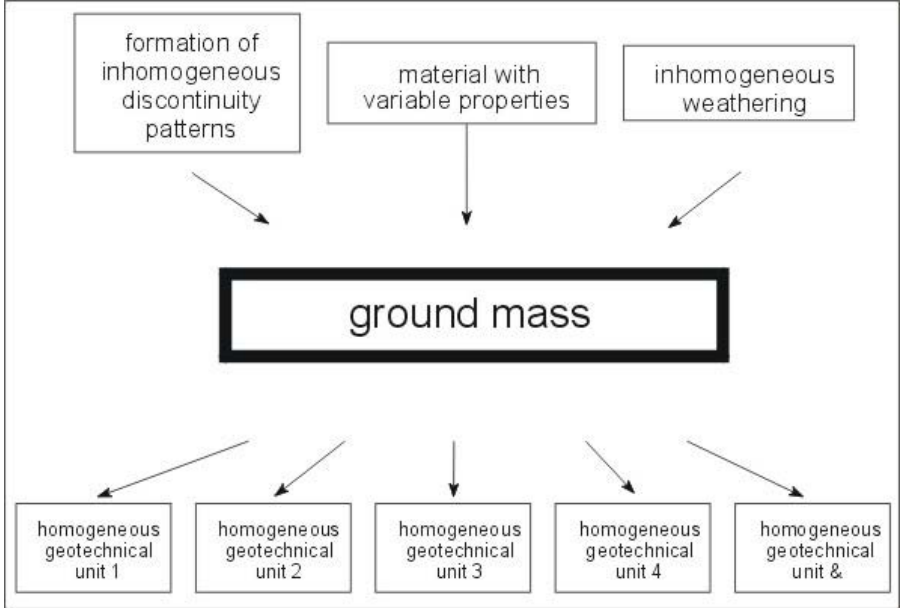 formation of
inhomogeneous
discontinuity
patterns
material with
variable properties
inhomogeneous
weathering
ground mass
homogeneous
geotechnical
unit 1
homogeneous
geotechnical
unit 2
homogeneous
geotechnical
unit 3
homogeneous
geotechnical
unit 4
homogeneous
geotechnical
unit &